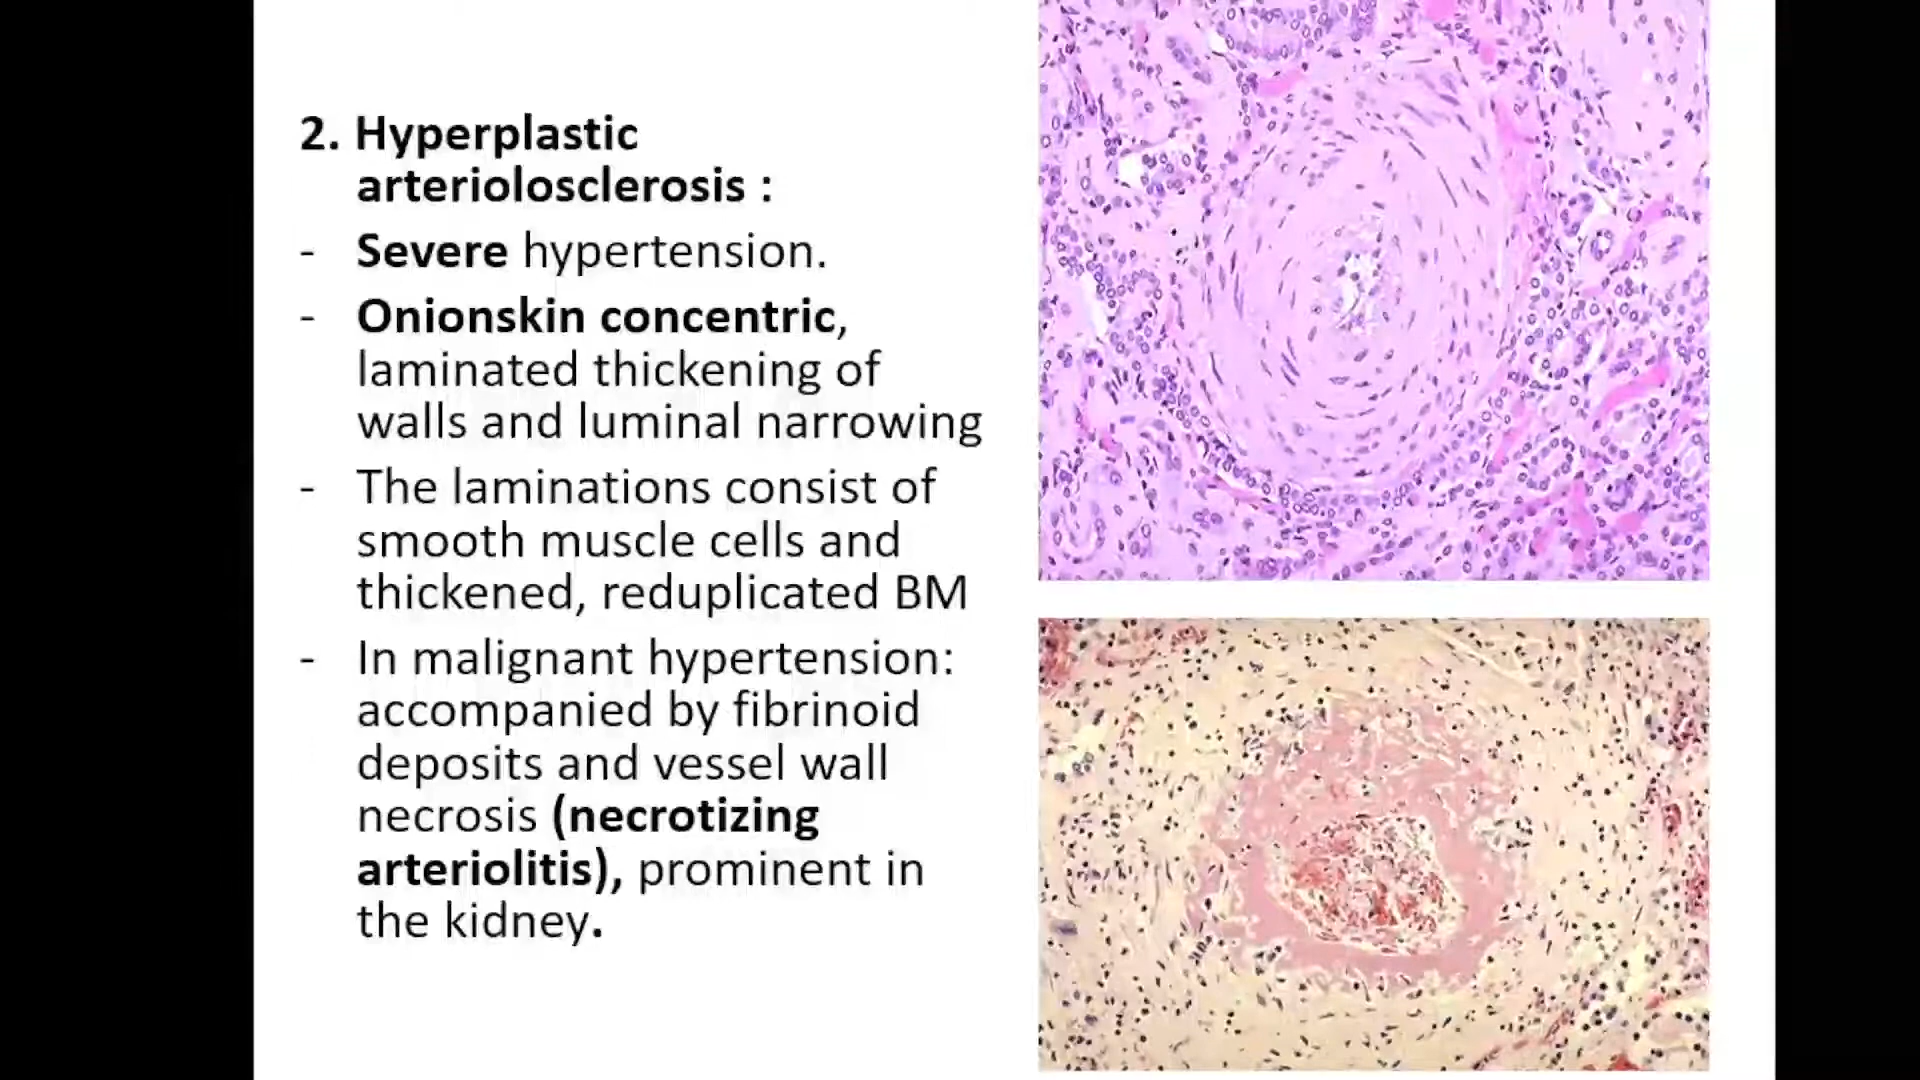 2. Hyperplastic
arteriolosclerosis :
- Severe hypertension.
- Onionskin concentric,
laminated thickening of
walls and luminal narrowing
- The laminations consist of
smooth muscle cells and
thickened, reduplicated BM
- In malignant hypertension:
accompanied by fibrinoid
deposits and vessel wall
necrosis (necrotizing
arteriolitis), prominent in
the kidney.